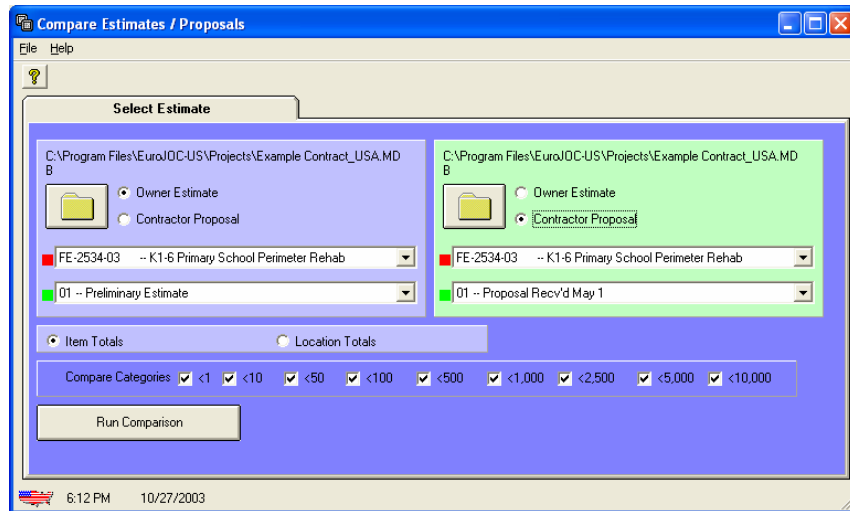 Compare Estimates / Proposals
File Help
Select Estimate
C:\Program Files\EuroJOC-US\Projects\Example Contract_USA.MD
B
Owner Estimate
Contractor Proposal
FE-2534-03 -- K1-6 Primary School Perimeter Rehab
01 -- Preliminary Estimate
C:\Program Files\EuroJOC-US\Projects\Example Contract_USA.MD
B
Owner Estimate
Contractor Proposal
FE-2534-03 -- K1-6 Primary School Perimeter Rehab
01 -- Proposal Recv'd May 1
Item Totals Location Totals
Compare Categories <1 <10 <50 <100 <500 <1,000 <2,500 <5,000 <10,000
Run Comparison
6:12 PM 10/27/2003